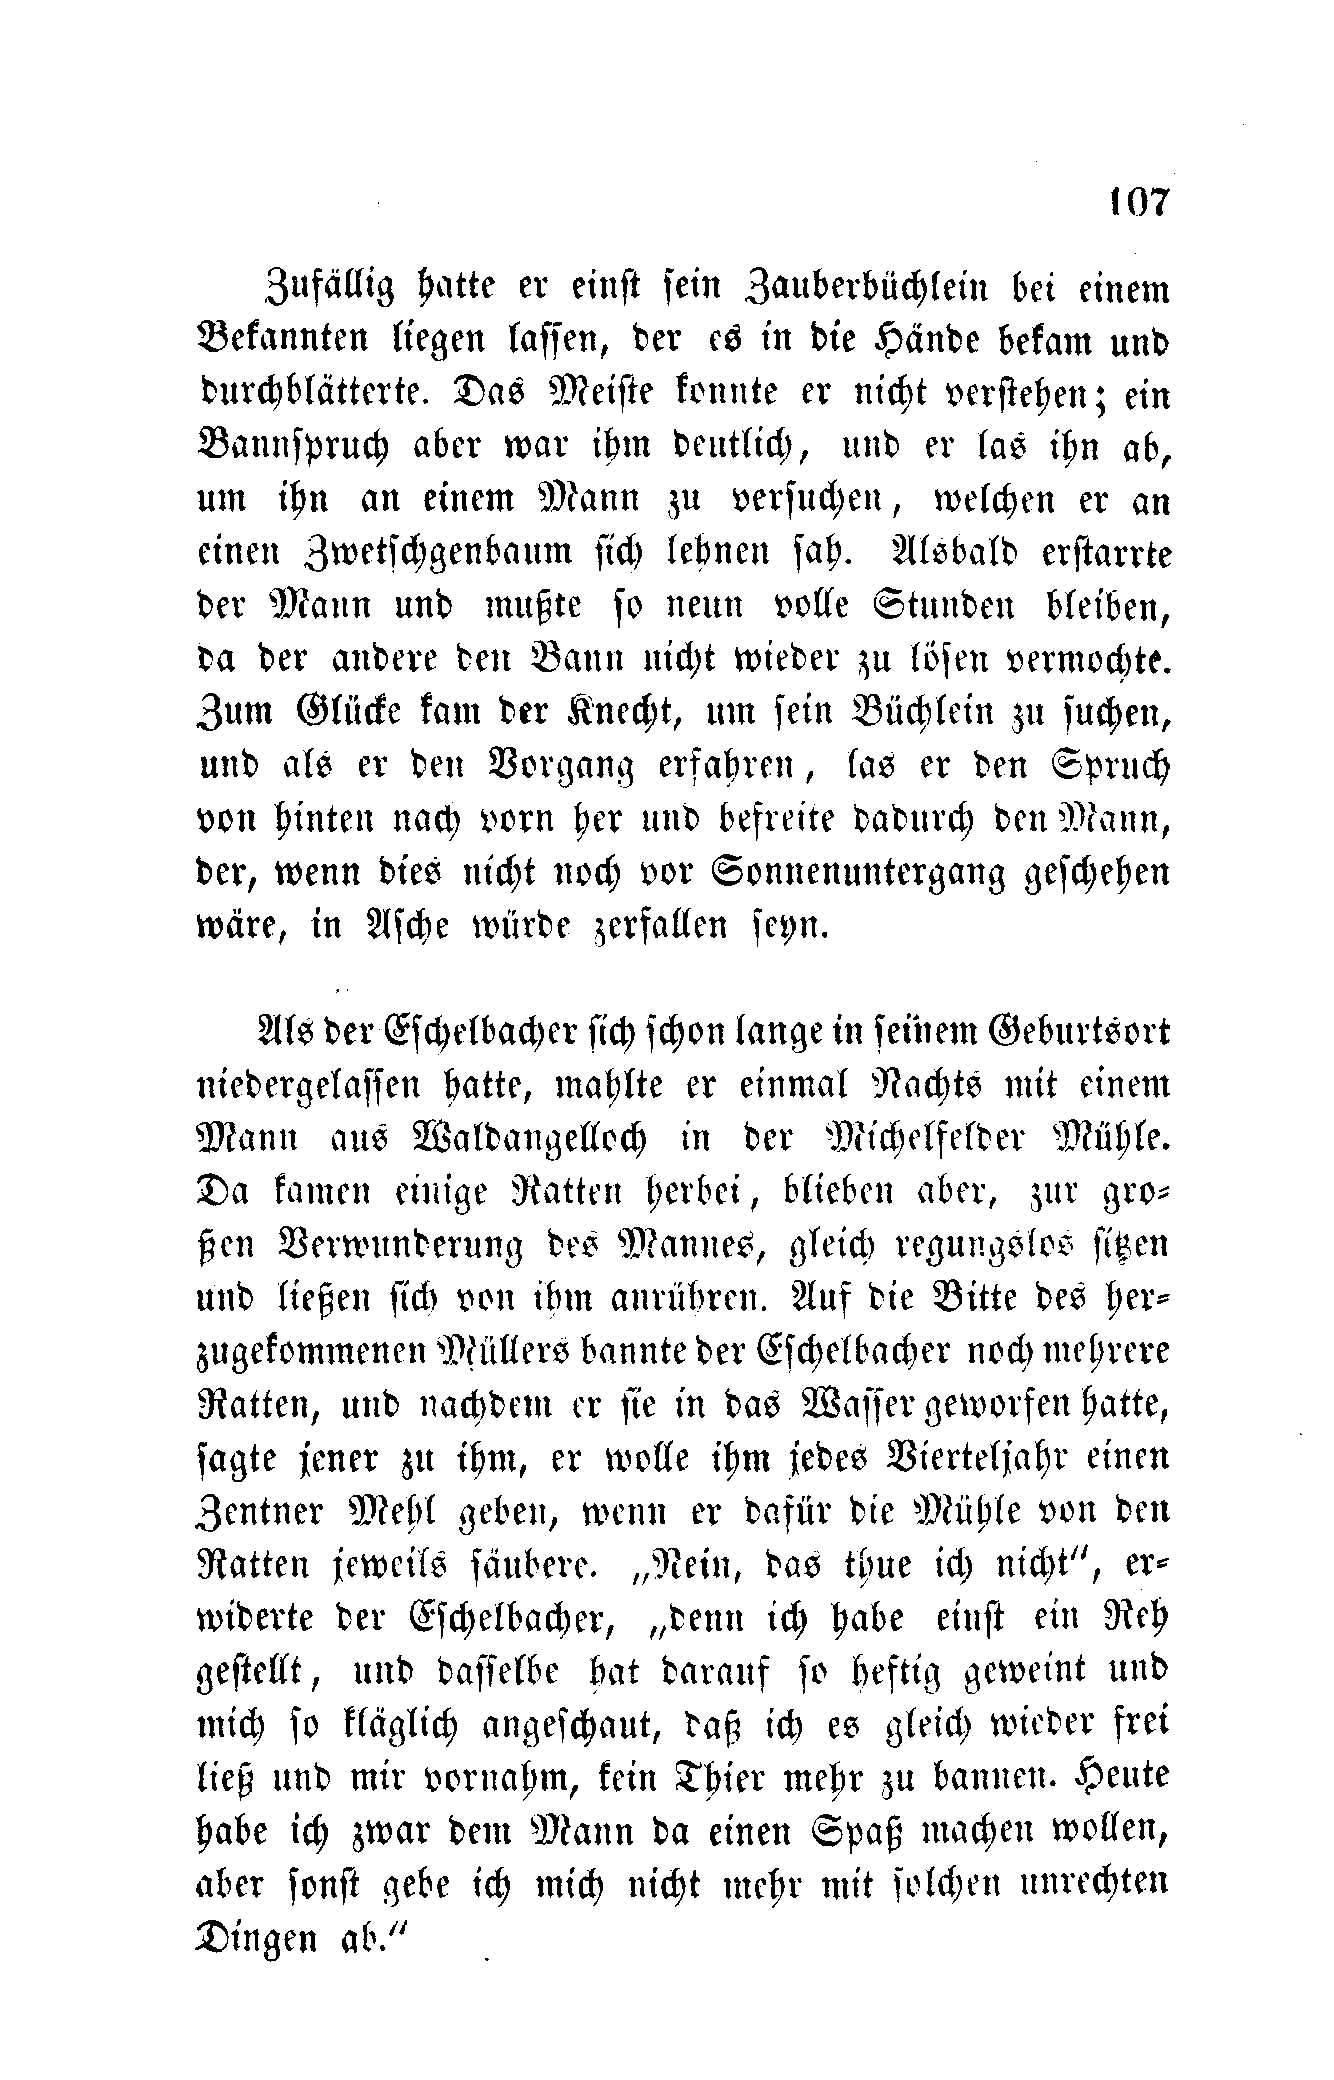 107
Zufällig hatte er einst sein Zauberbüchlein bei einem
Bekannten liegen lassen, der es in die Hände bekam und
durchblätterte. Das Meiste konnte er nicht verstehen; ein
Bannspruch aber war ihm deutlich, und er las ihn ab,
um ihn an einem Mann zu versuchen, welchen er an
einen Zwetschgenbaum sich lehnen sah. Alsbald erstarrte
der Mann und mußte so neun volle Stunden bleiben,
da der andere den Bann nicht wieder zu lösen vermochte.
Zum Glücke kam der Knecht, um sein Büchlein zu suchen,
und als er den Vorgang erfahren, las er den Spruch
von hinten nach vorn her und befreite dadurch den Mann,
der, wenn dies nicht noch vor Sonnenuntergang geschehen
wäre, in Asche würde zerfallen seyn.
Als der Eschelbacher sich schon lange in seinem Geburtsort
niedergelassen hatte, mahlte er einmal Nachts mit einem
Mann aus Waldangelloch in der Michelfelder Mühle.
Da kamen einige Ratten herbei, blieben aber, zur gro-
ßen Verwunderung des Mannes, gleich regungslos sitzen
und ließen sich von ihm anrühren. Auf die Bitte des her-
zugekommenen Müllers bannte der Eschelbacher noch mehrere
Ratten, und nachdem er sie in das Wasser geworfen hatte,
sagte jener zu ihm, er wolle ihm jedes Vierteljahr einen
Zentner Mehl geben, wenn er dafür die Mühle von den
Ratten jeweils säubere. „Nein, das thue ich nicht“, er-
widerte der Eschelbacher, „denn ich habe einst ein Reh
gestellt, und dasselbe hat darauf so heftig geweint und
mich so kläglich angeschaut, daß ich es gleich wieder frei
ließ und mir vornahm, kein Thier mehr zu bannen. Heute
habe ich zwar dem Mann da einen Spaß machen wollen,
aber sonst gebe ich mich nicht mehr mit solchen unrechten
Dingen ab.“